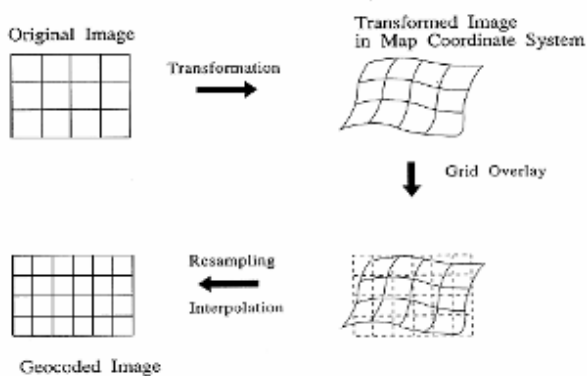 Original Image
Transformation
Transformed Image
in Map Coordinate System
Grid Overlay
Resampling
Interpolation
Geocoded Image